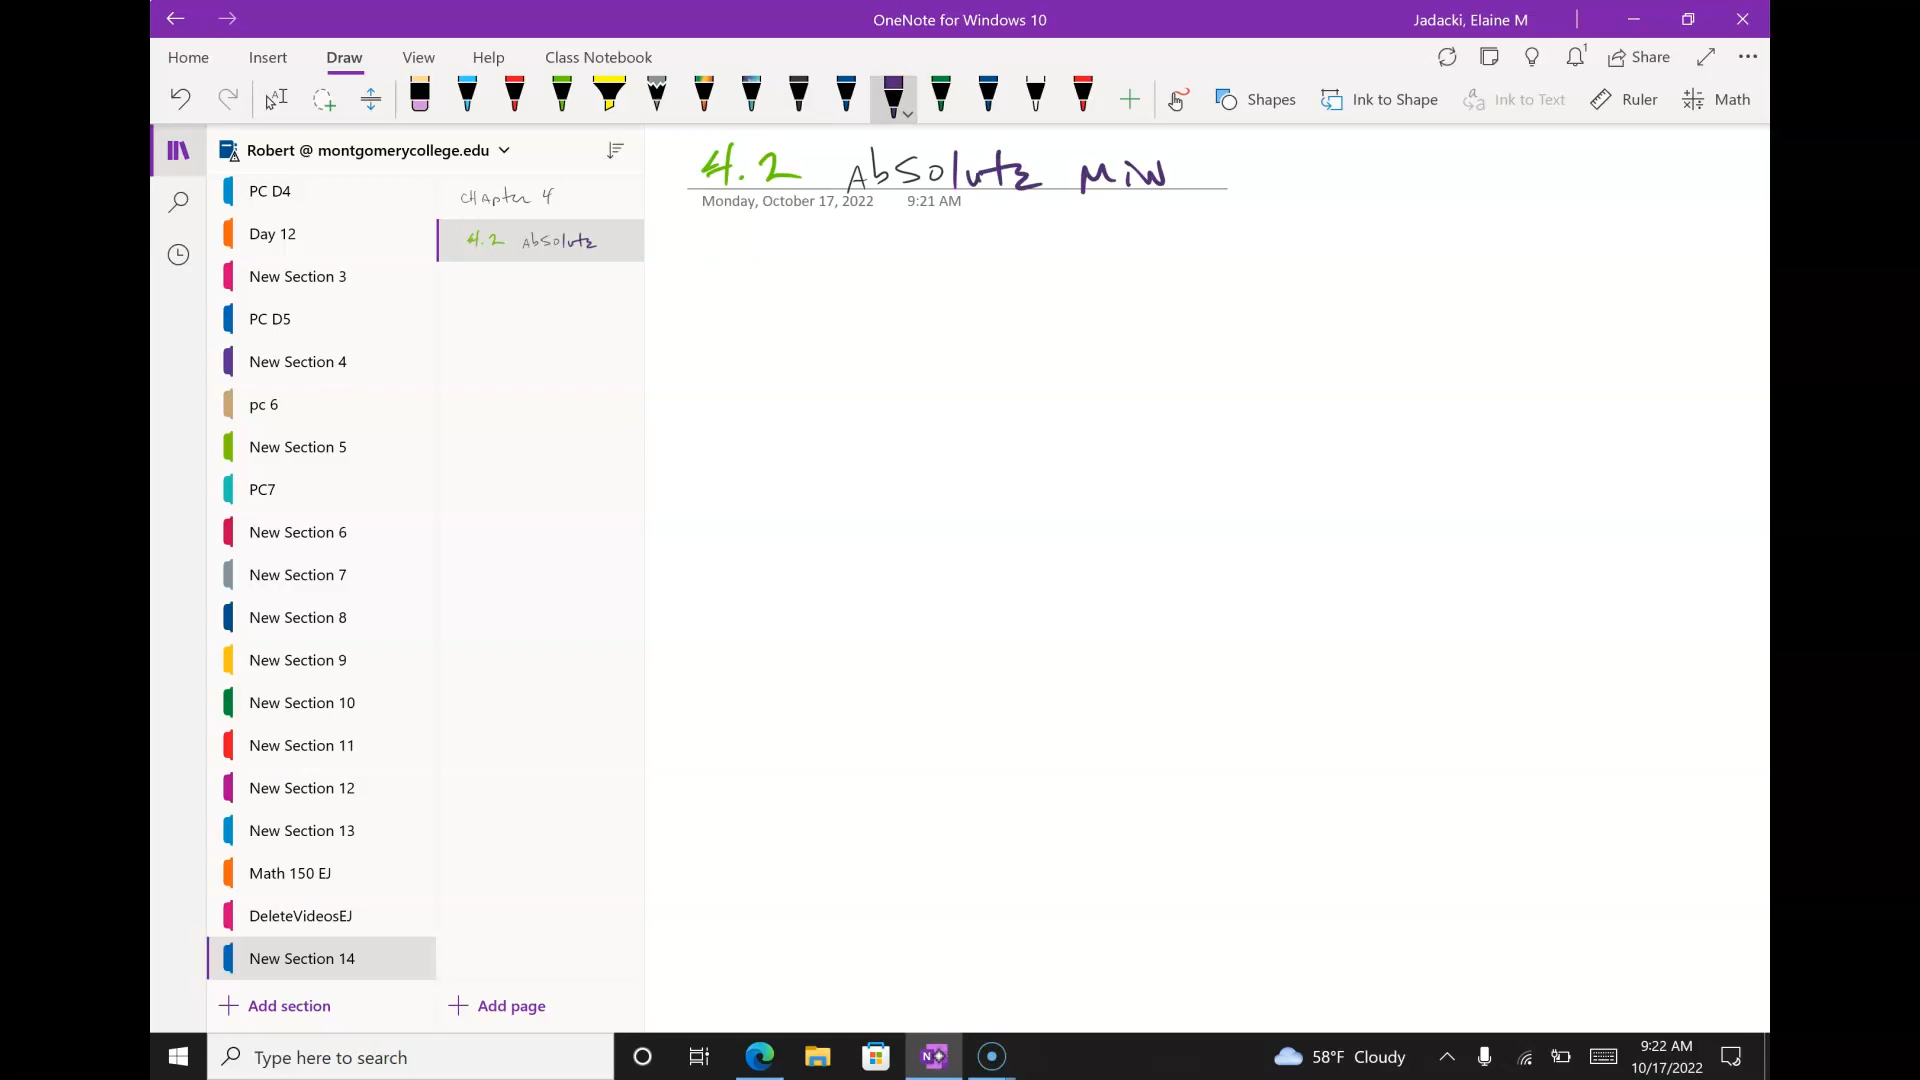 OneNote for Windows 10
Jadacki, Elaine M
Home Insert Draw View Help Class Notebook
1
Share
Shapes
Ink to Shape
Ink to Text
Ruler
Math
Robert @ montgomerycollege.edu
PC D4
Day 12
New Section 3
PC D5
New Section 4
pc 6
New Section 5
PC7
New Section 6
New Section 7
New Section 8
New Section 9
New Section 10
New Section 11
New Section 12
New Section 13
Math 150 EJ
DeleteVideosEJ
New Section 14
Add section
CHAPTER 4
4.2 Absolute
Add page
4.2 Absolute MIN
Monday, October 17, 2022 9:21 AM
Type here to search
58°F Cloudy
9:22 AM
10/17/2022